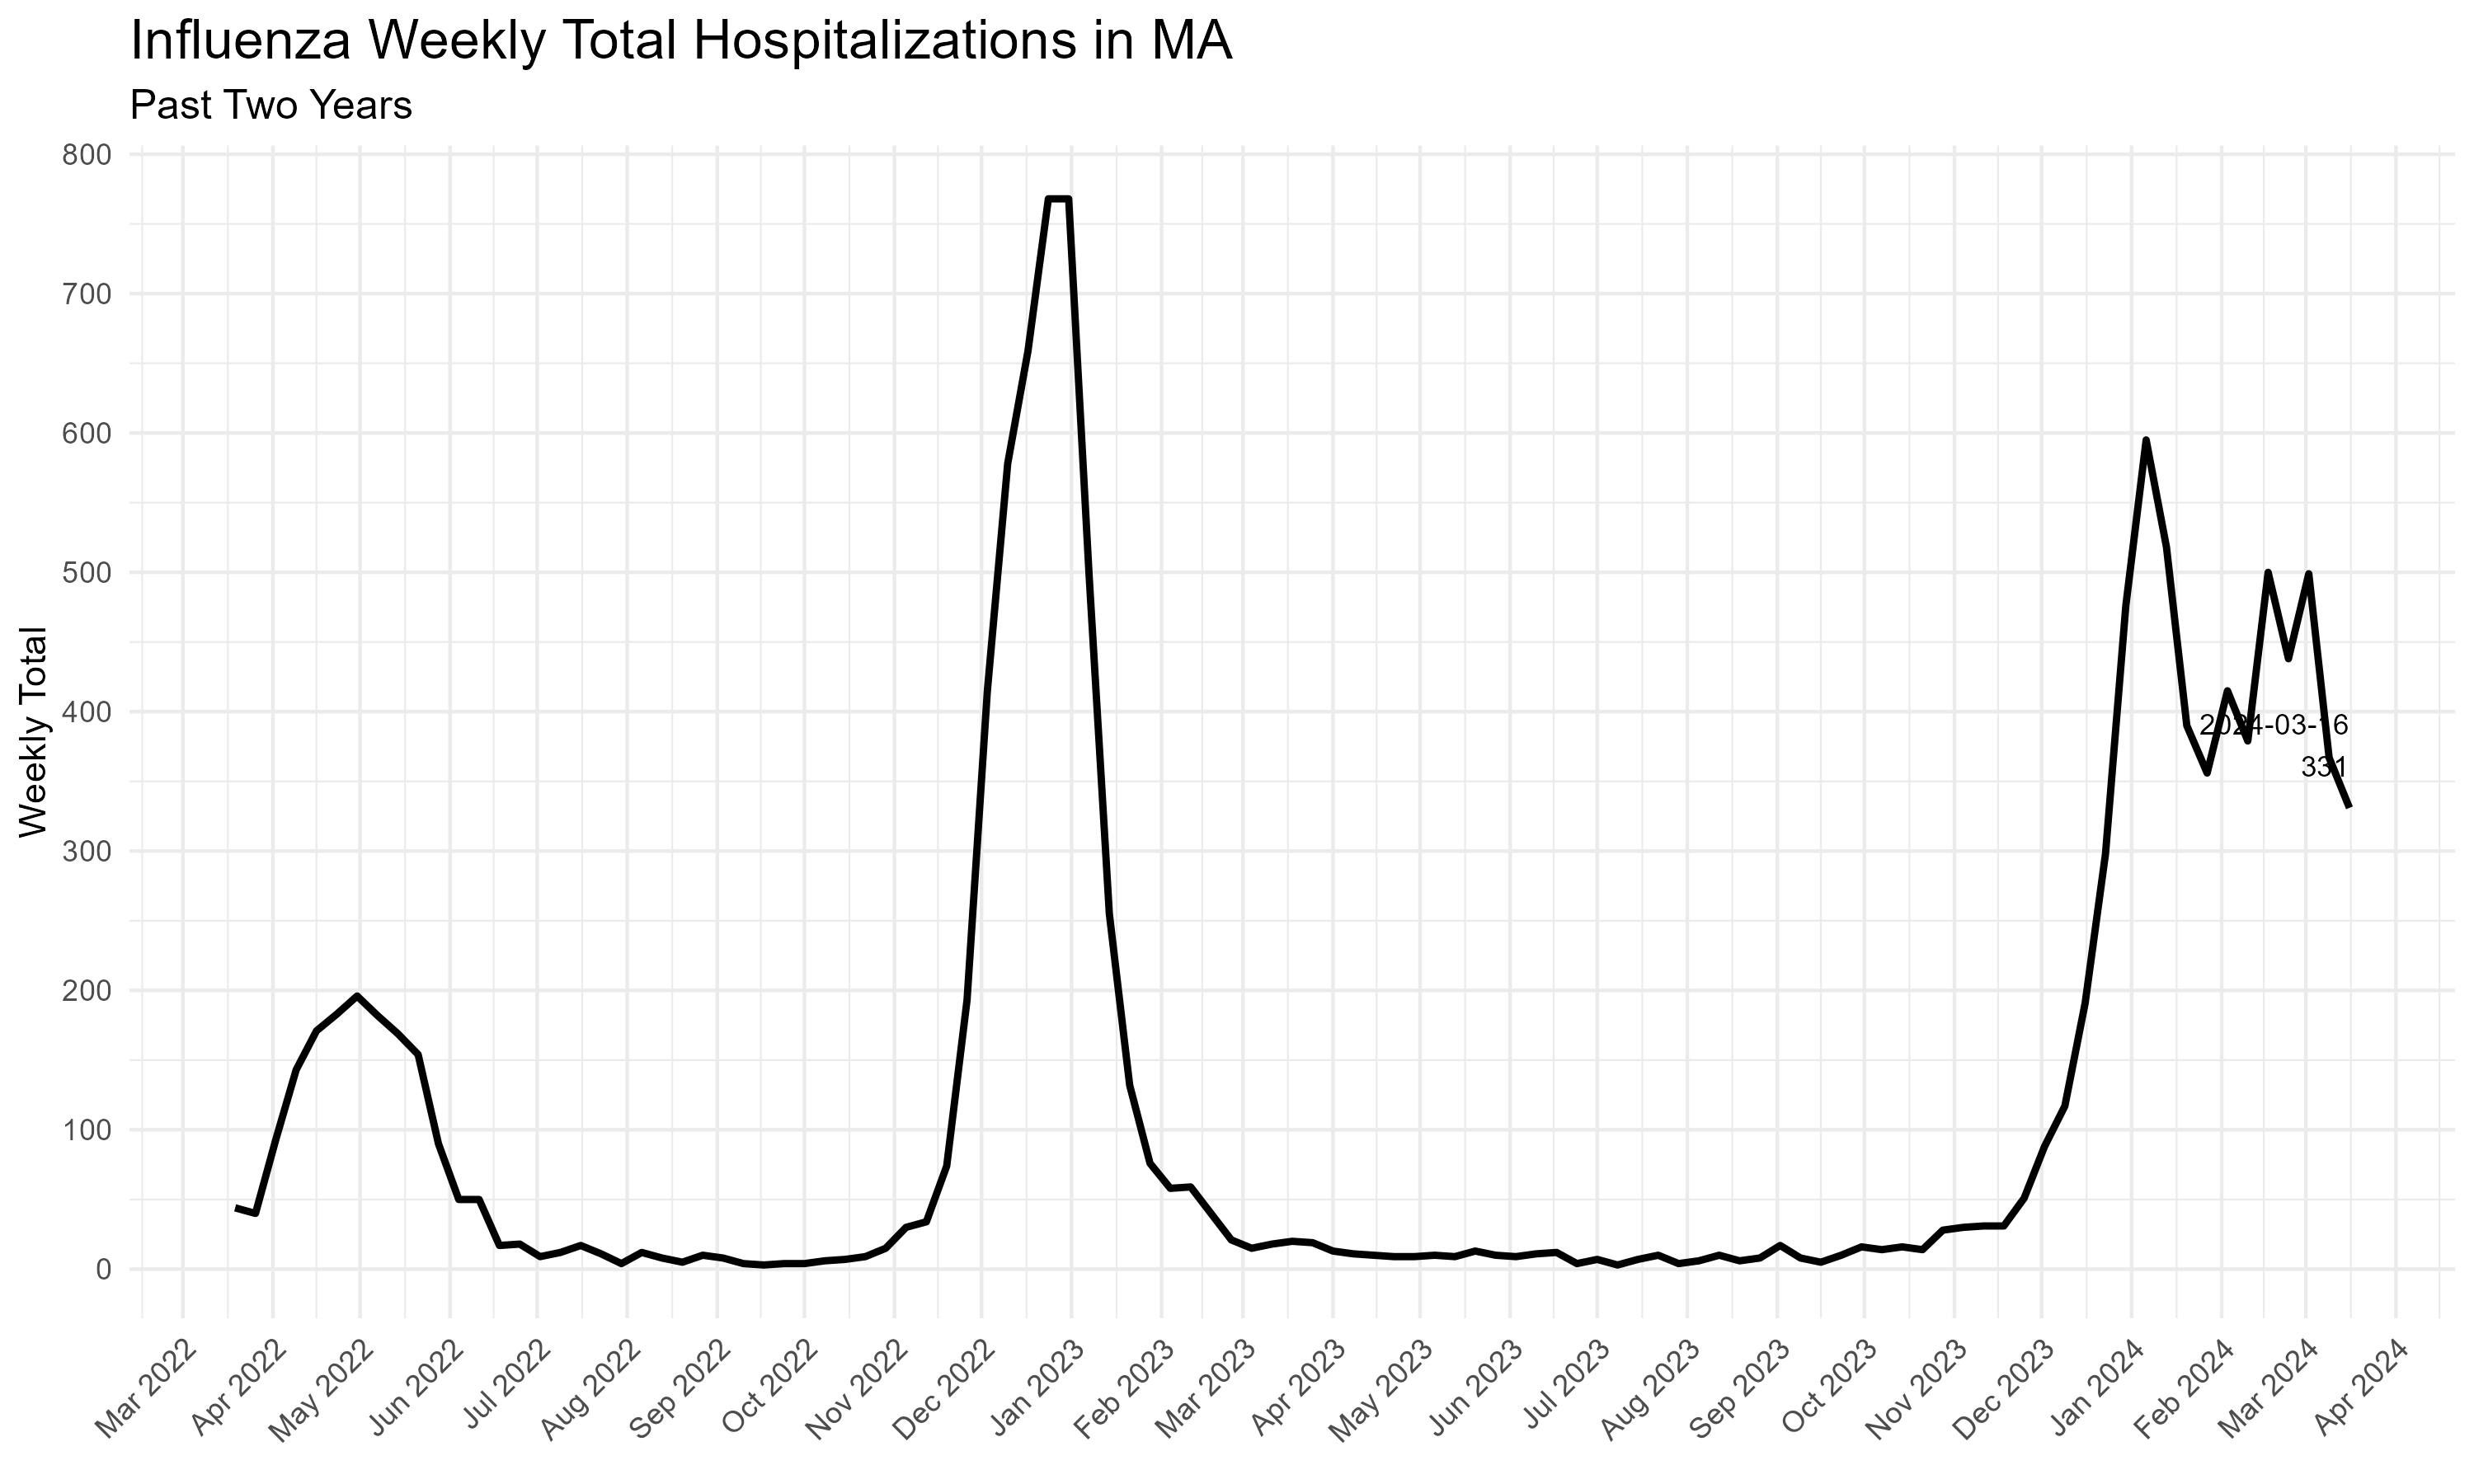 Influenza Weekly Total Hospitalizations in MA
Past Two Years
Weekly Total
800
700
600
500
400
300
200
100
0
2024-03-16
331
Mar 2022
Apr 2022
May 2022
Jun 2022
Jul 2022
Aug 2022
Sep 2022
Oct 2022
Nov 2022
Dec 2022
Jan 2023
Feb 2023
Mar 2023
Apr 2023
May 2023
Jun 2023
Jul 2023
Aug 2023
Sep 2023
Oct 2023
Nov 2023
Dec 2023
Jan 2024
Feb 2024
Mar 2024
Apr 2024